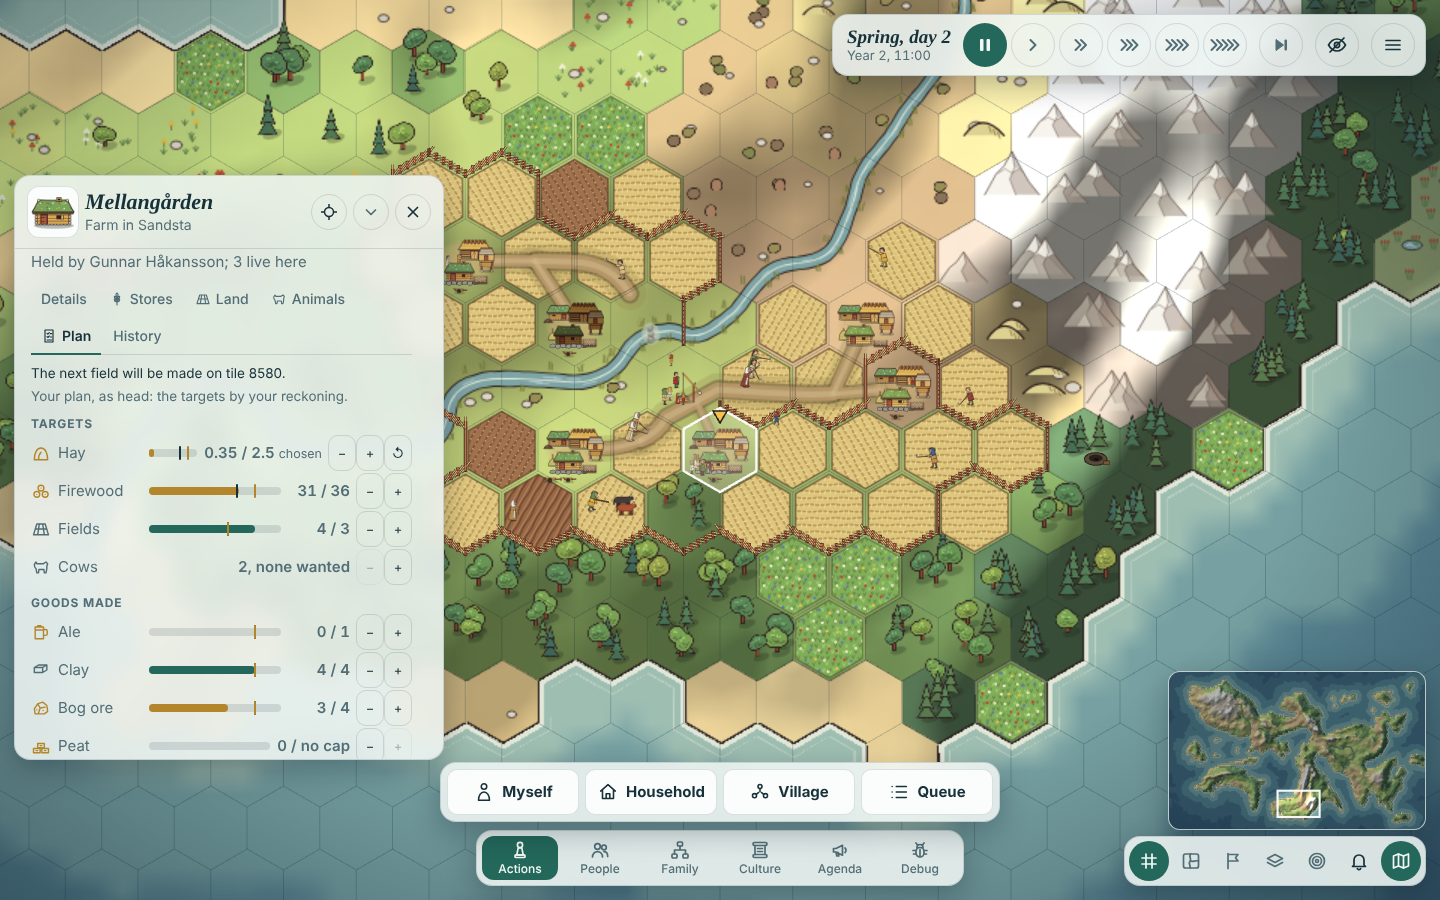 Spring, day 2
Year 2, 11:00
Mellangården
Farm in Sandsta
Held by Gunnar Håkansson; 3 live here
Details
Stores
Land
Animals
Plan
History
The next field will be made on tile 8580.
Your plan, as head: the targets by your reckoning.
TARGETS
Hay 0.35 / 2.5 chosen - +
Firewood 31 / 36 - +
Fields 4 / 3 - +
Cows 2, none wanted - +
GOODS MADE
Ale 0 / 1 - +
Clay 4 / 4 - +
Bog ore 3 / 4 - +
Peat 0 / no cap - +
Myself
Household
Village
Queue
Actions
People
Family
Culture
Agenda
Debug